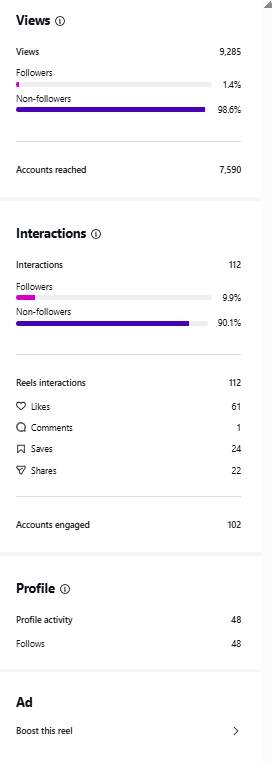 Views
Views 9,285
Followers
1.4%
Non-followers
98.6%
Accounts reached 7,590
Interactions
Interactions 112
Followers
9.9%
Non-followers
90.1%
Reels interactions 112
Likes 61
Comments 1
Saves 24
Shares 22
Accounts engaged 102
Profile
Profile activity 48
Follows 48
Ad
Boost this reel